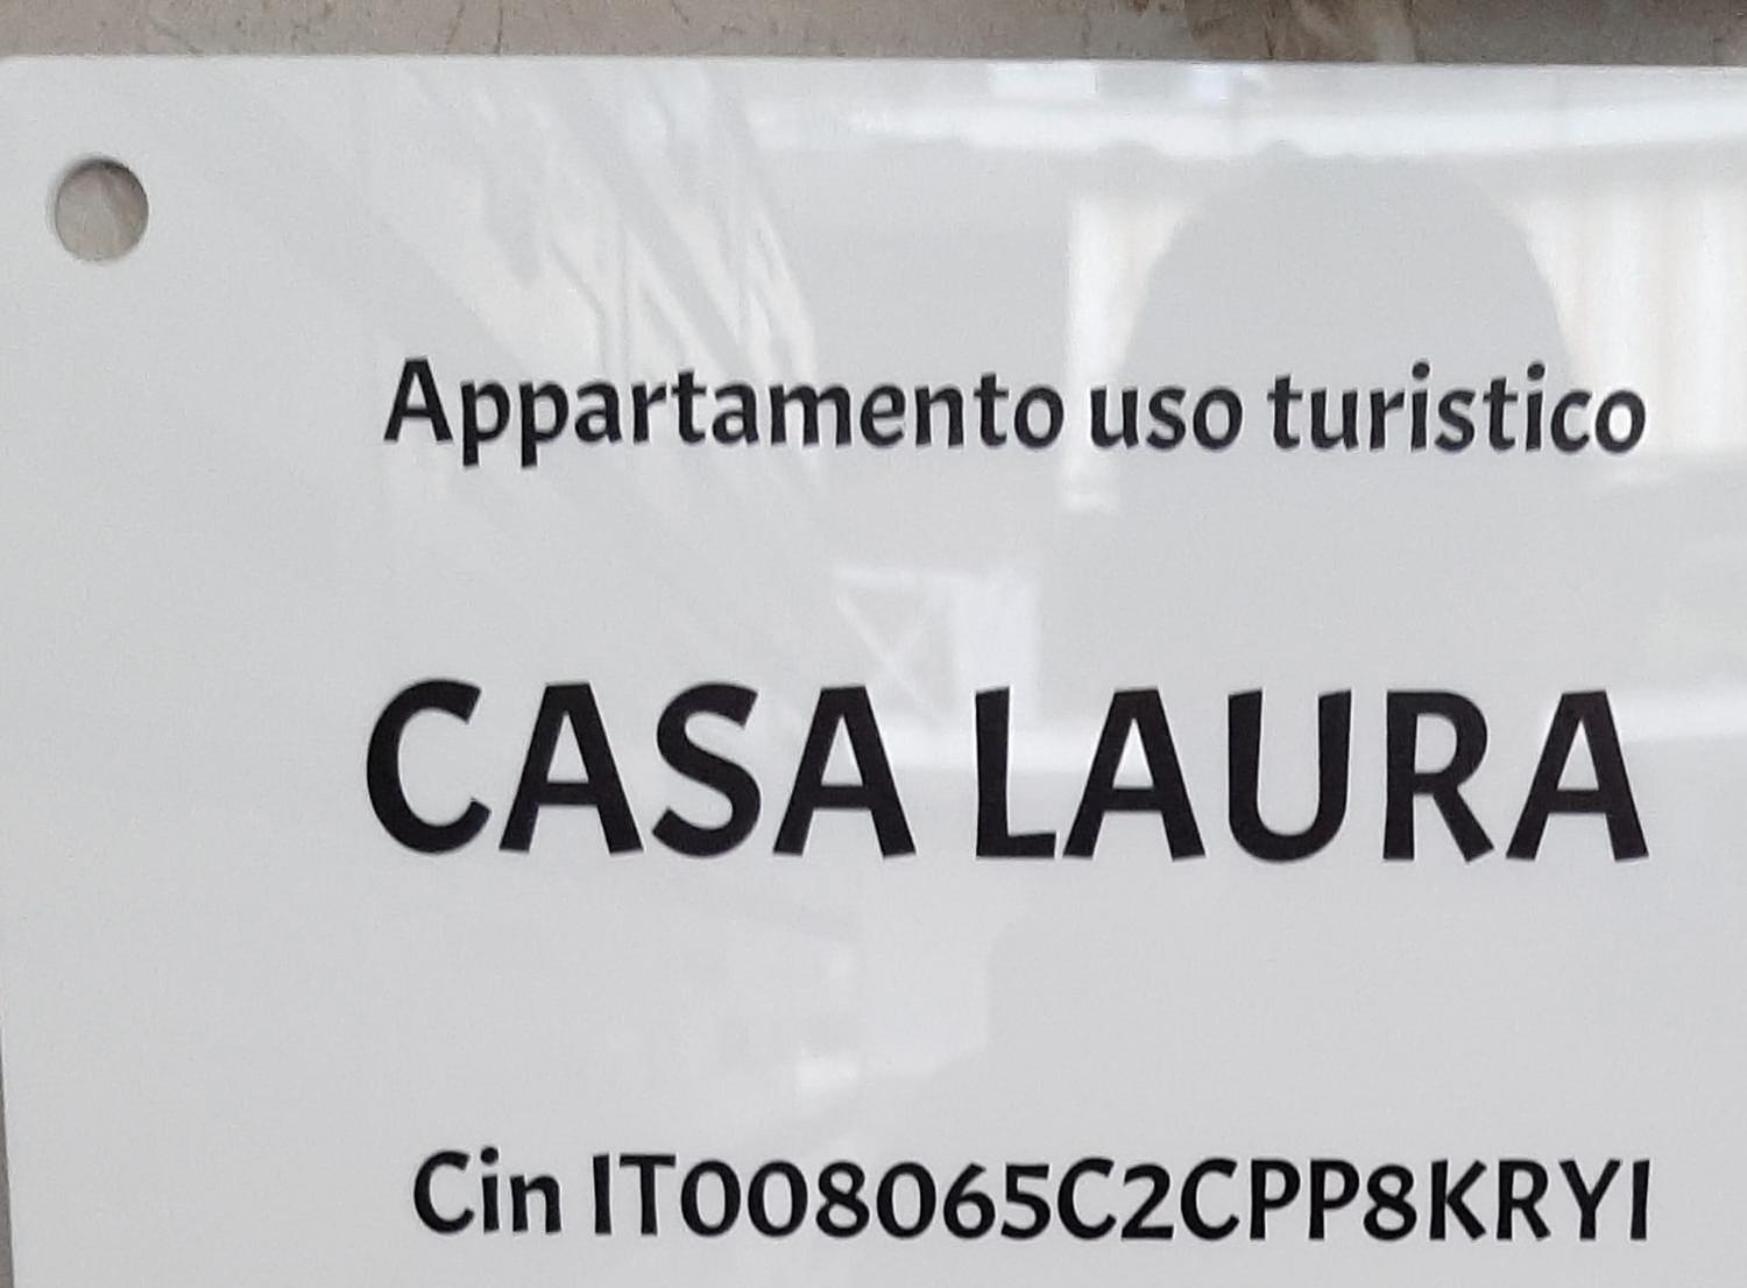 Appartamento uso turistico
CASA LAURA
Cin IT008065C2CPP8KRYI